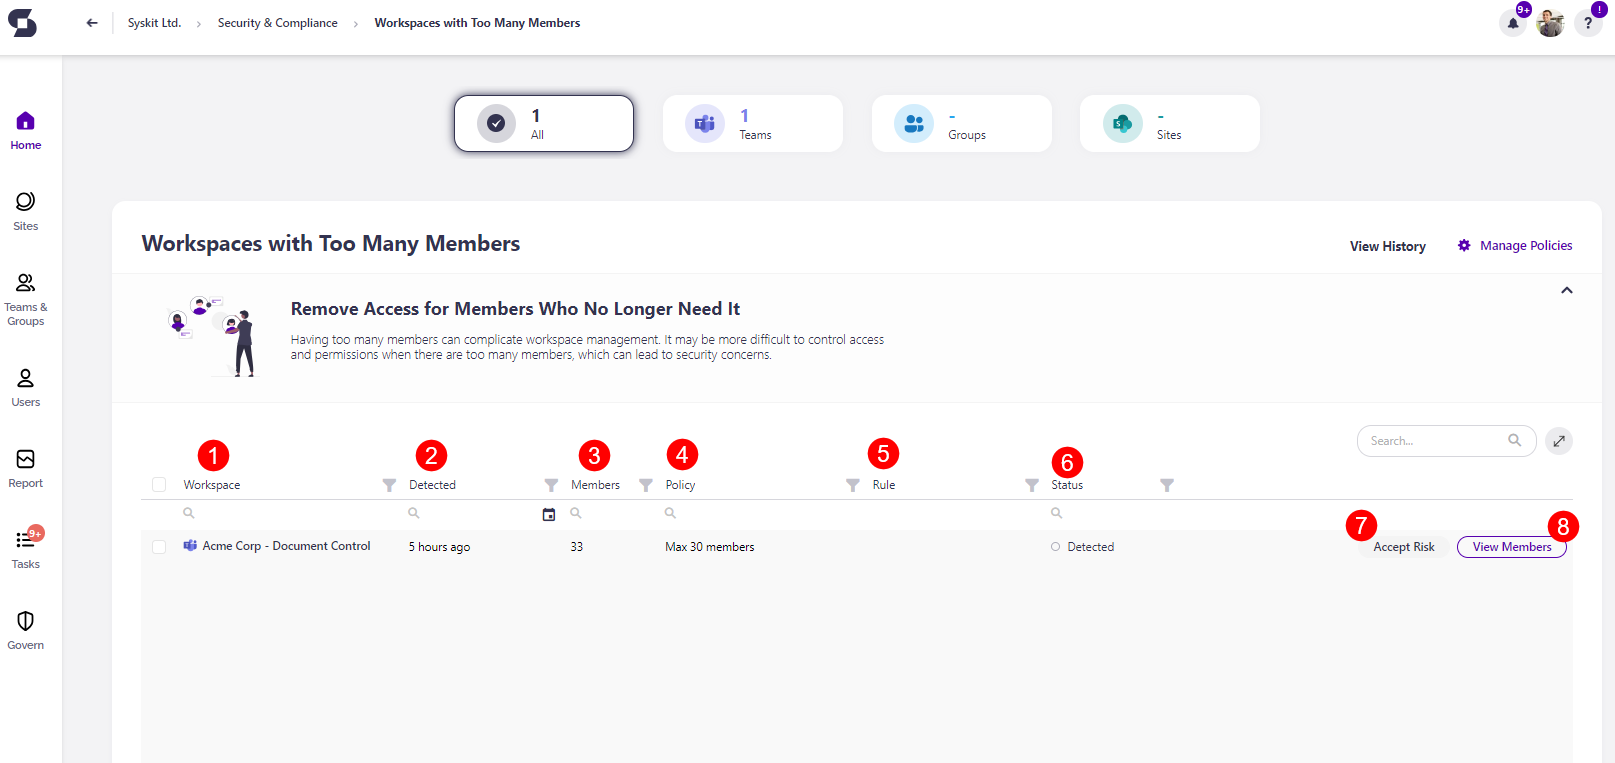 Syskit Ltd. › Security & Compliance › Workspaces with Too Many Members
9+
!
?
1
All
1
Teams
-
Groups
-
Sites
Home
Sites
Teams &
Groups
Users
Report
9+
Tasks
Govern
Workspaces with Too Many Members
View History
Manage Policies
Remove Access for Members Who No Longer Need It
Having too many members can complicate workspace management. It may be more difficult to control access
and permissions when there are too many members, which can lead to security concerns.
Search...
1 2 3 4 5 6
Workspace Detected Members Policy Rule Status
7 8
Acme Corp - Document Control 5 hours ago 33 Max 30 members Detected Accept Risk View Members